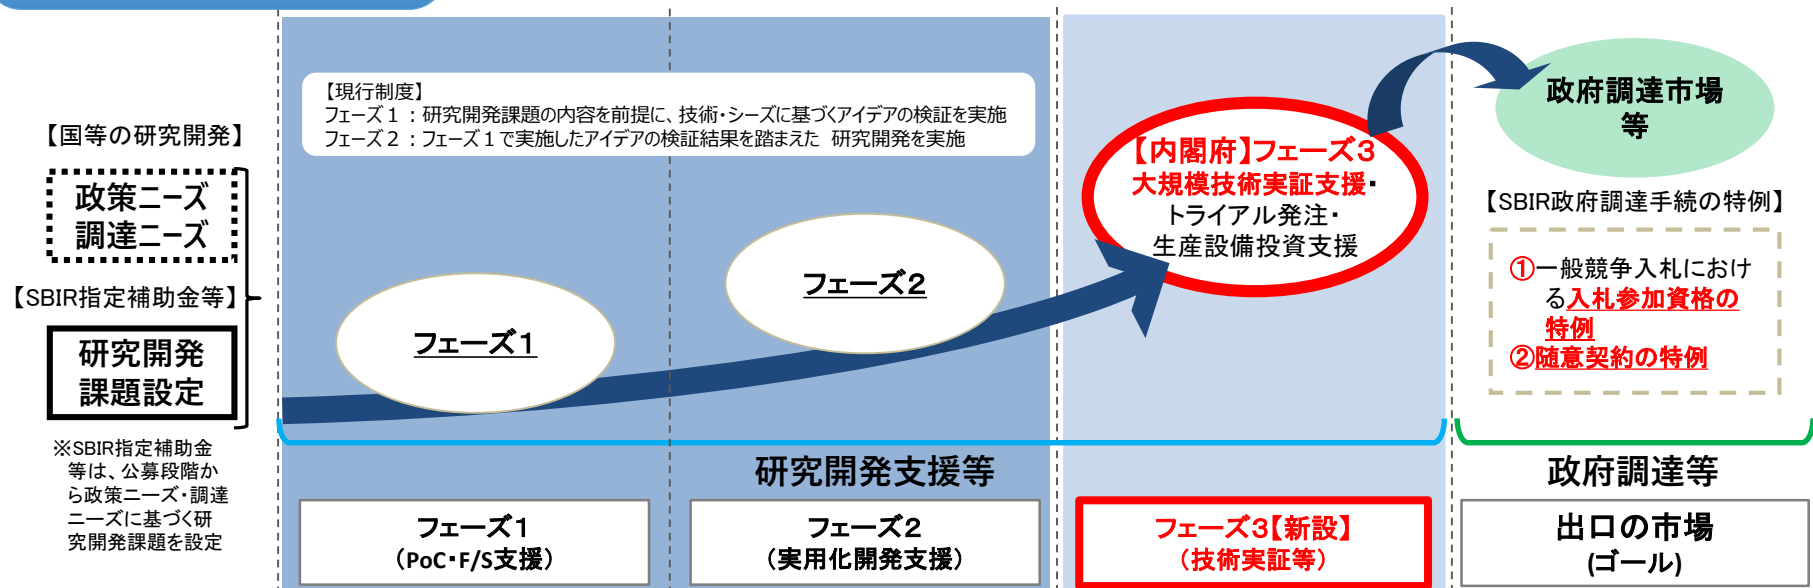 【国等の研究開発】
政策ニーズ
調達ニーズ
【SBIR指定補助金等】
研究開発
課題設定
※SBIR指定補助金
等は、公募段階か
ら政策ニーズ・調達
ニーズに基づく研
究開発課題を設定
【現行制度】
フェーズ１：研究開発課題の内容を前提に、技術・シーズに基づくアイデアの検証を実施
フェーズ２：フェーズ１で実施したアイデアの検証結果を踏まえた 研究開発を実施
フェーズ１
フェーズ２
【内閣府】フェーズ３
大規模技術実証支援・
トライアル発注・
生産設備投資支援
政府調達市場
等
【SBIR政府調達手続の特例】
①一般競争入札におけ
る入札参加資格の
特例
②随意契約の特例
研究開発支援等
政府調達等
フェーズ１
（PoC・F/S支援）
フェーズ２
（実用化開発支援）
フェーズ３【新設】
（技術実証等）
出口の市場
(ゴール)